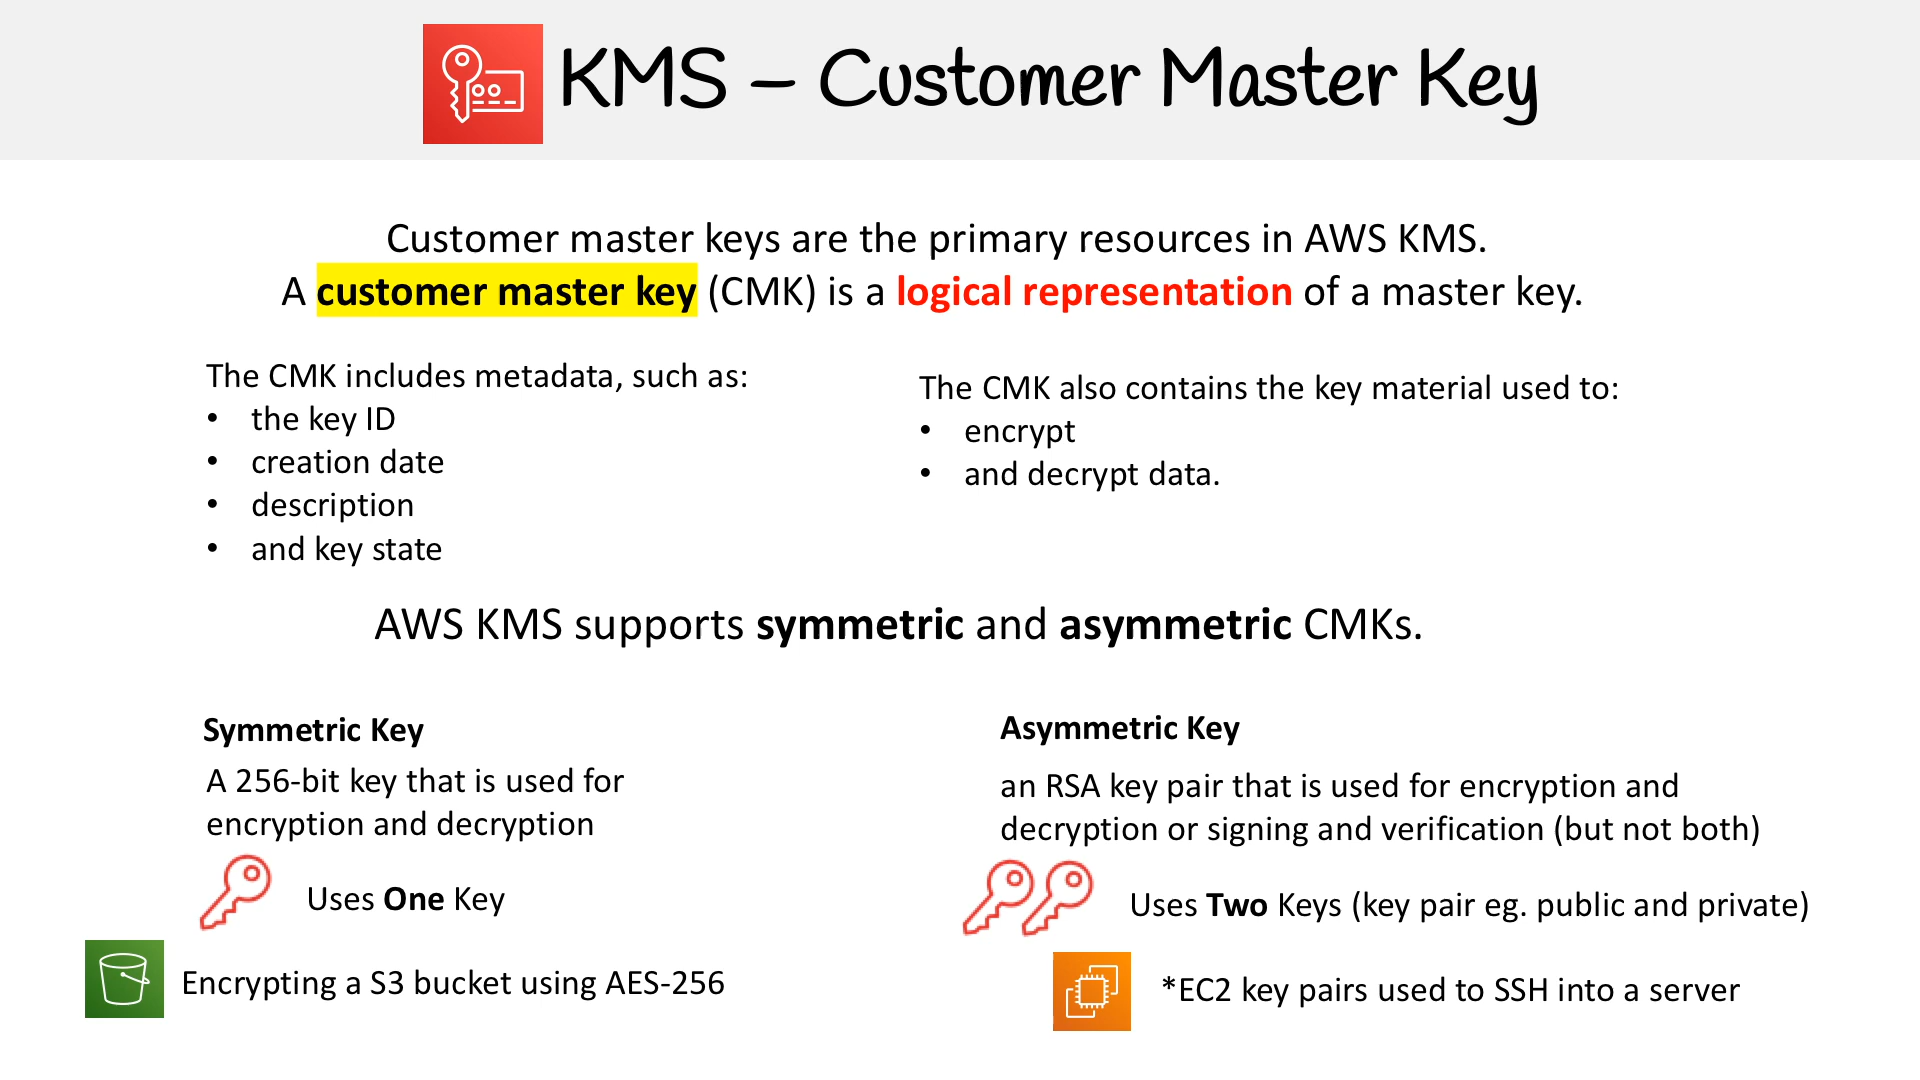 KMS – Customer Master Key
Customer master keys are the primary resources in AWS KMS.
A customer master key (CMK) is a logical representation of a master key.
The CMK includes metadata, such as:
• the key ID
• creation date
• description
• and key state
The CMK also contains the key material used to:
• encrypt
• and decrypt data.
AWS KMS supports symmetric and asymmetric CMKs.
Symmetric Key
A 256-bit key that is used for
encryption and decryption
Uses One Key
Encrypting a S3 bucket using AES-256
Asymmetric Key
an RSA key pair that is used for encryption and
decryption or signing and verification (but not both)
Uses Two Keys (key pair eg. public and private)
*EC2 key pairs used to SSH into a server